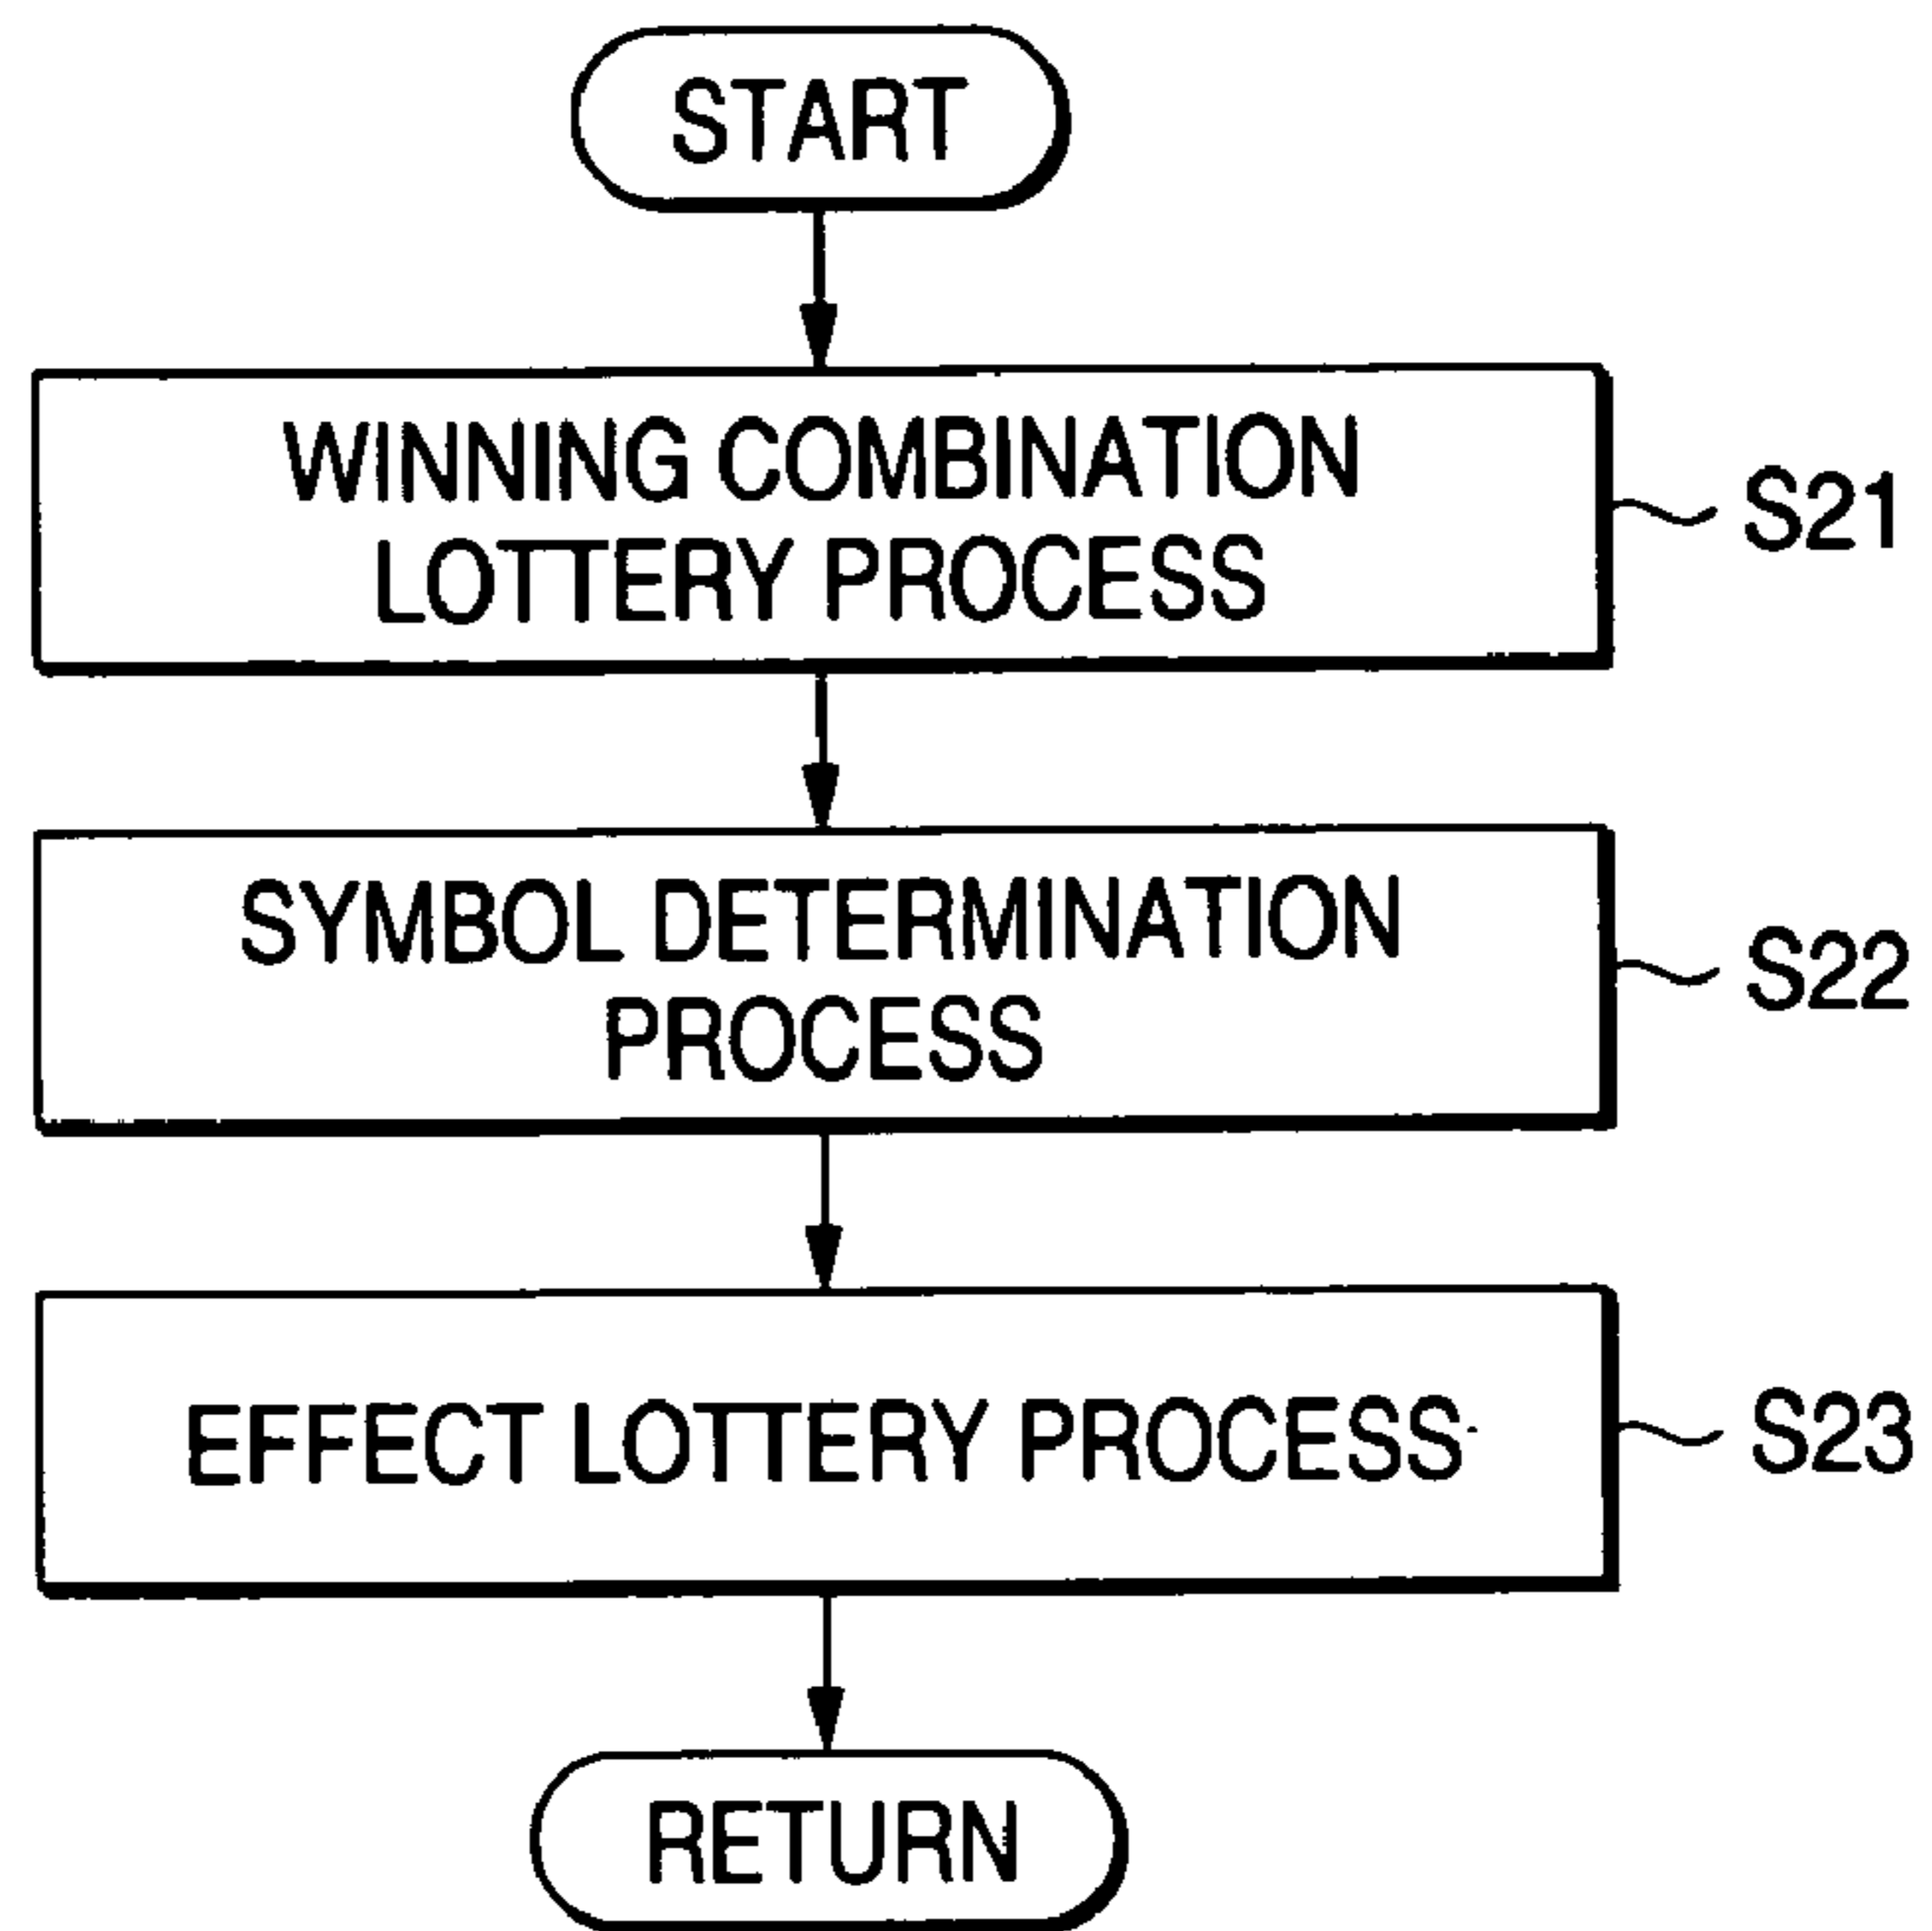 START
WINNING COMBINATION
LOTTERY PROCESS
S21
SYMBOL DETERMINATION
PROCESS
S22
EFFECT LOTTERY PROCESS
S23
RETURN